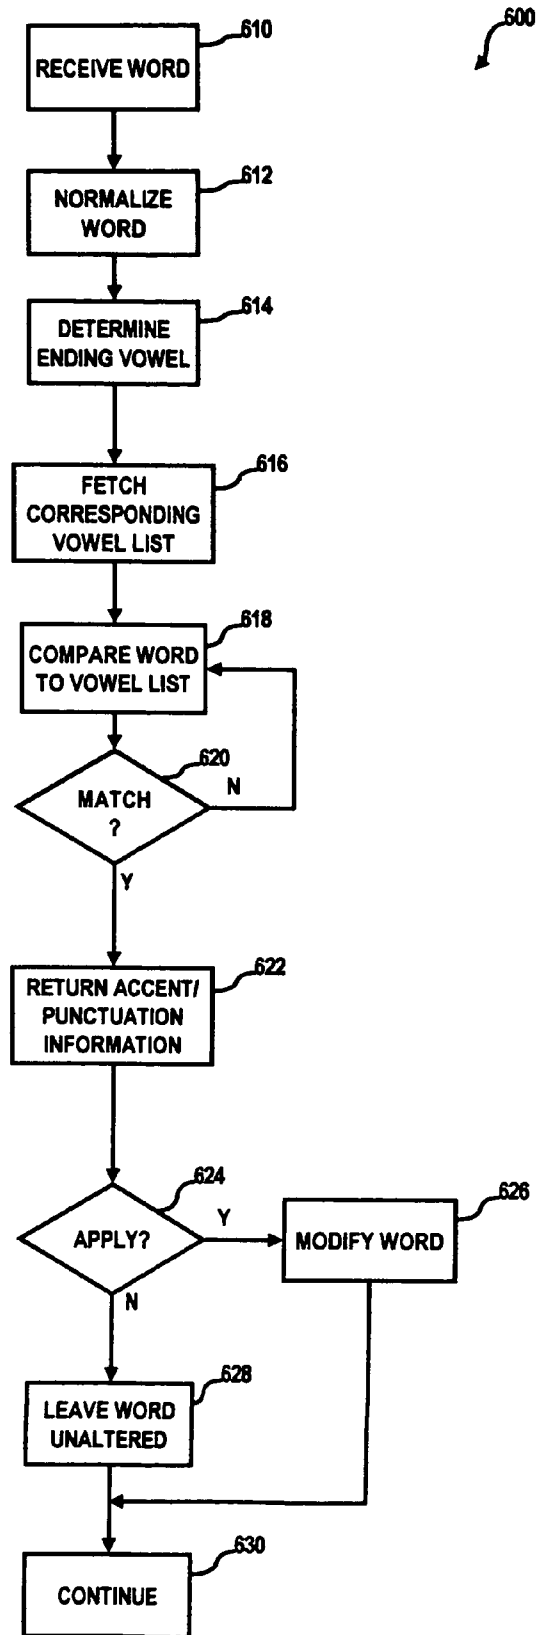 600
610
RECEIVE WORD
612
NORMALIZE
WORD
614
DETERMINE
ENDING VOWEL
616
FETCH
CORRESPONDING
VOWEL LIST
618
COMPARE WORD
TO VOWEL LIST
620
MATCH
?
N
Y
622
RETURN ACCENT/
PUNCTUATION
INFORMATION
624
APPLY?
Y
N
626
MODIFY WORD
628
LEAVE WORD
UNALTERED
630
CONTINUE